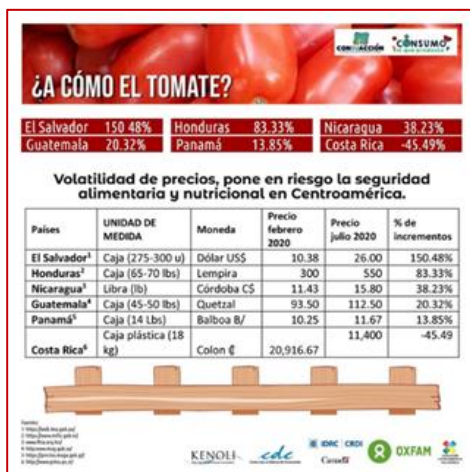 CONSUMO
¿A CÓMO EL TOMATE?
El Salvador 150 48% Honduras 83.33% Nicaragua 38.23%
Guatemala 20.32% Panamá 13.85% Costa Rica -45.49%
Volatilidad de precios, pone en riesgo la seguridad
alimentaria y nutricional en Centroamérica.
Países UNIDAD DE MEDIDA Moneda Precio febrero 2020 Precio julio 2020 % de incrementos
El Salvador¹ Caja (275-300 u) Dólar US$ 10.38 26.00 150.48%
Honduras² Caja (65-70 lbs) Lempira 300 550 83.33%
Nicaragua³ Libra (lb) Córdoba C$ 11.43 15.80 38.23%
Guatemala⁴ Caja (45-50 lbs) Quetzal 93.50 112.50 20.32%
Panamá⁵ Caja (14 Lbs) Balboa B/ 10.25 11.67 13.85%
Costa Rica⁶ Caja plástica (18 kg) Colon ₡ 20,916.67 11,400 -45.49
KENOLI cdc IDRC CRDI OXFAM
Canada